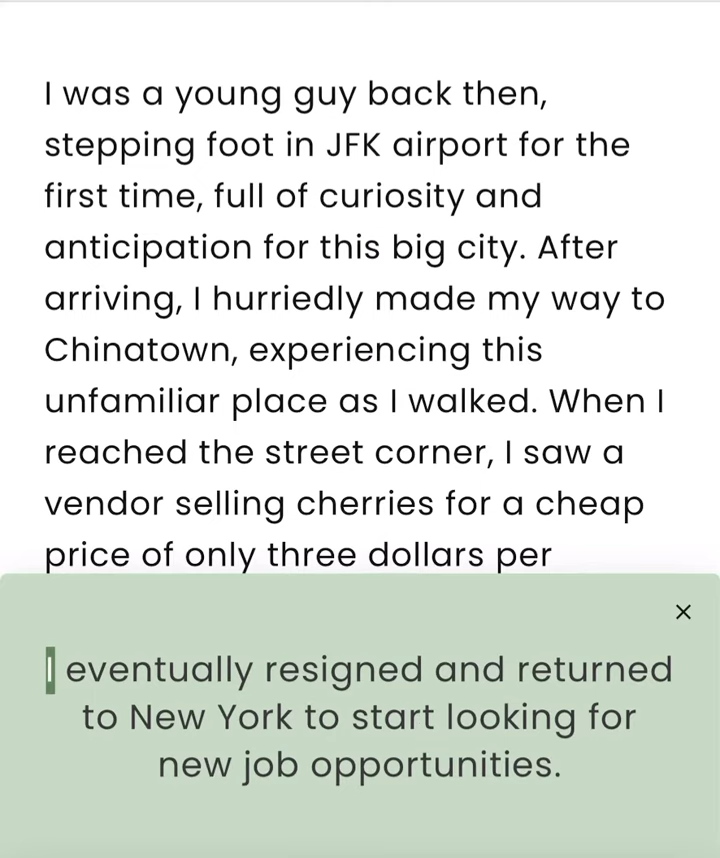 I was a young guy back then,
stepping foot in JFK airport for the
first time, full of curiosity and
anticipation for this big city. After
arriving, I hurriedly made my way to
Chinatown, experiencing this
unfamiliar place as I walked. When I
reached the street corner, I saw a
vendor selling cherries for a cheap
price of only three dollars per
I eventually resigned and returned
to New York to start looking for
new job opportunities.